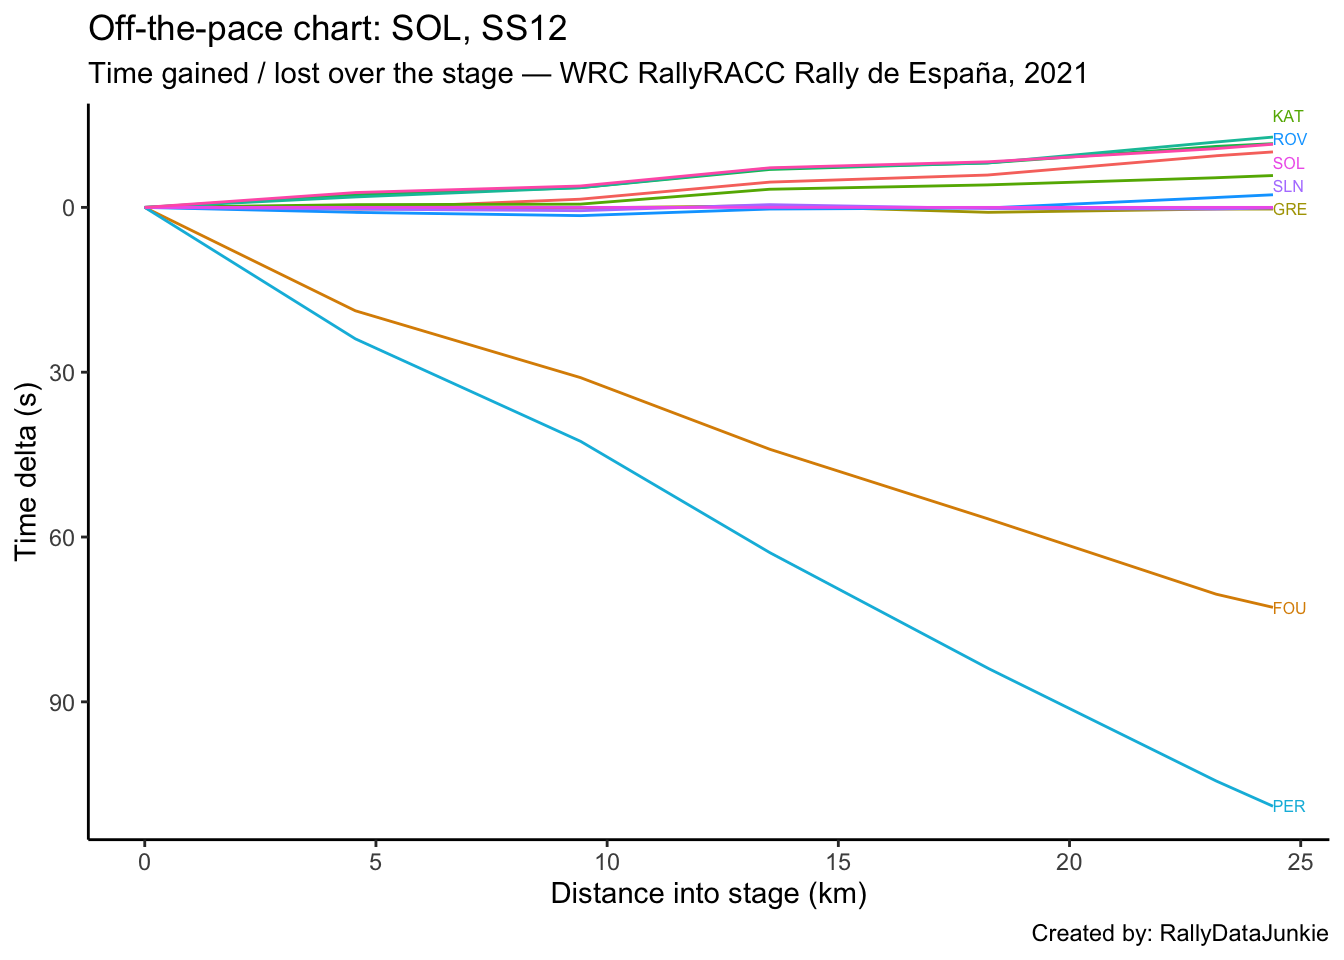 Off-the-pace chart: SOL, SS12
Time gained / lost over the stage — WRC RallyRACC Rally de España, 2021
KAT
ROV
SOL
SLN
GRE
FOU
PER
0
30
60
90
Time delta (s)
0 5 10 15 20 25
Distance into stage (km)
Created by: RallyDataJunkie